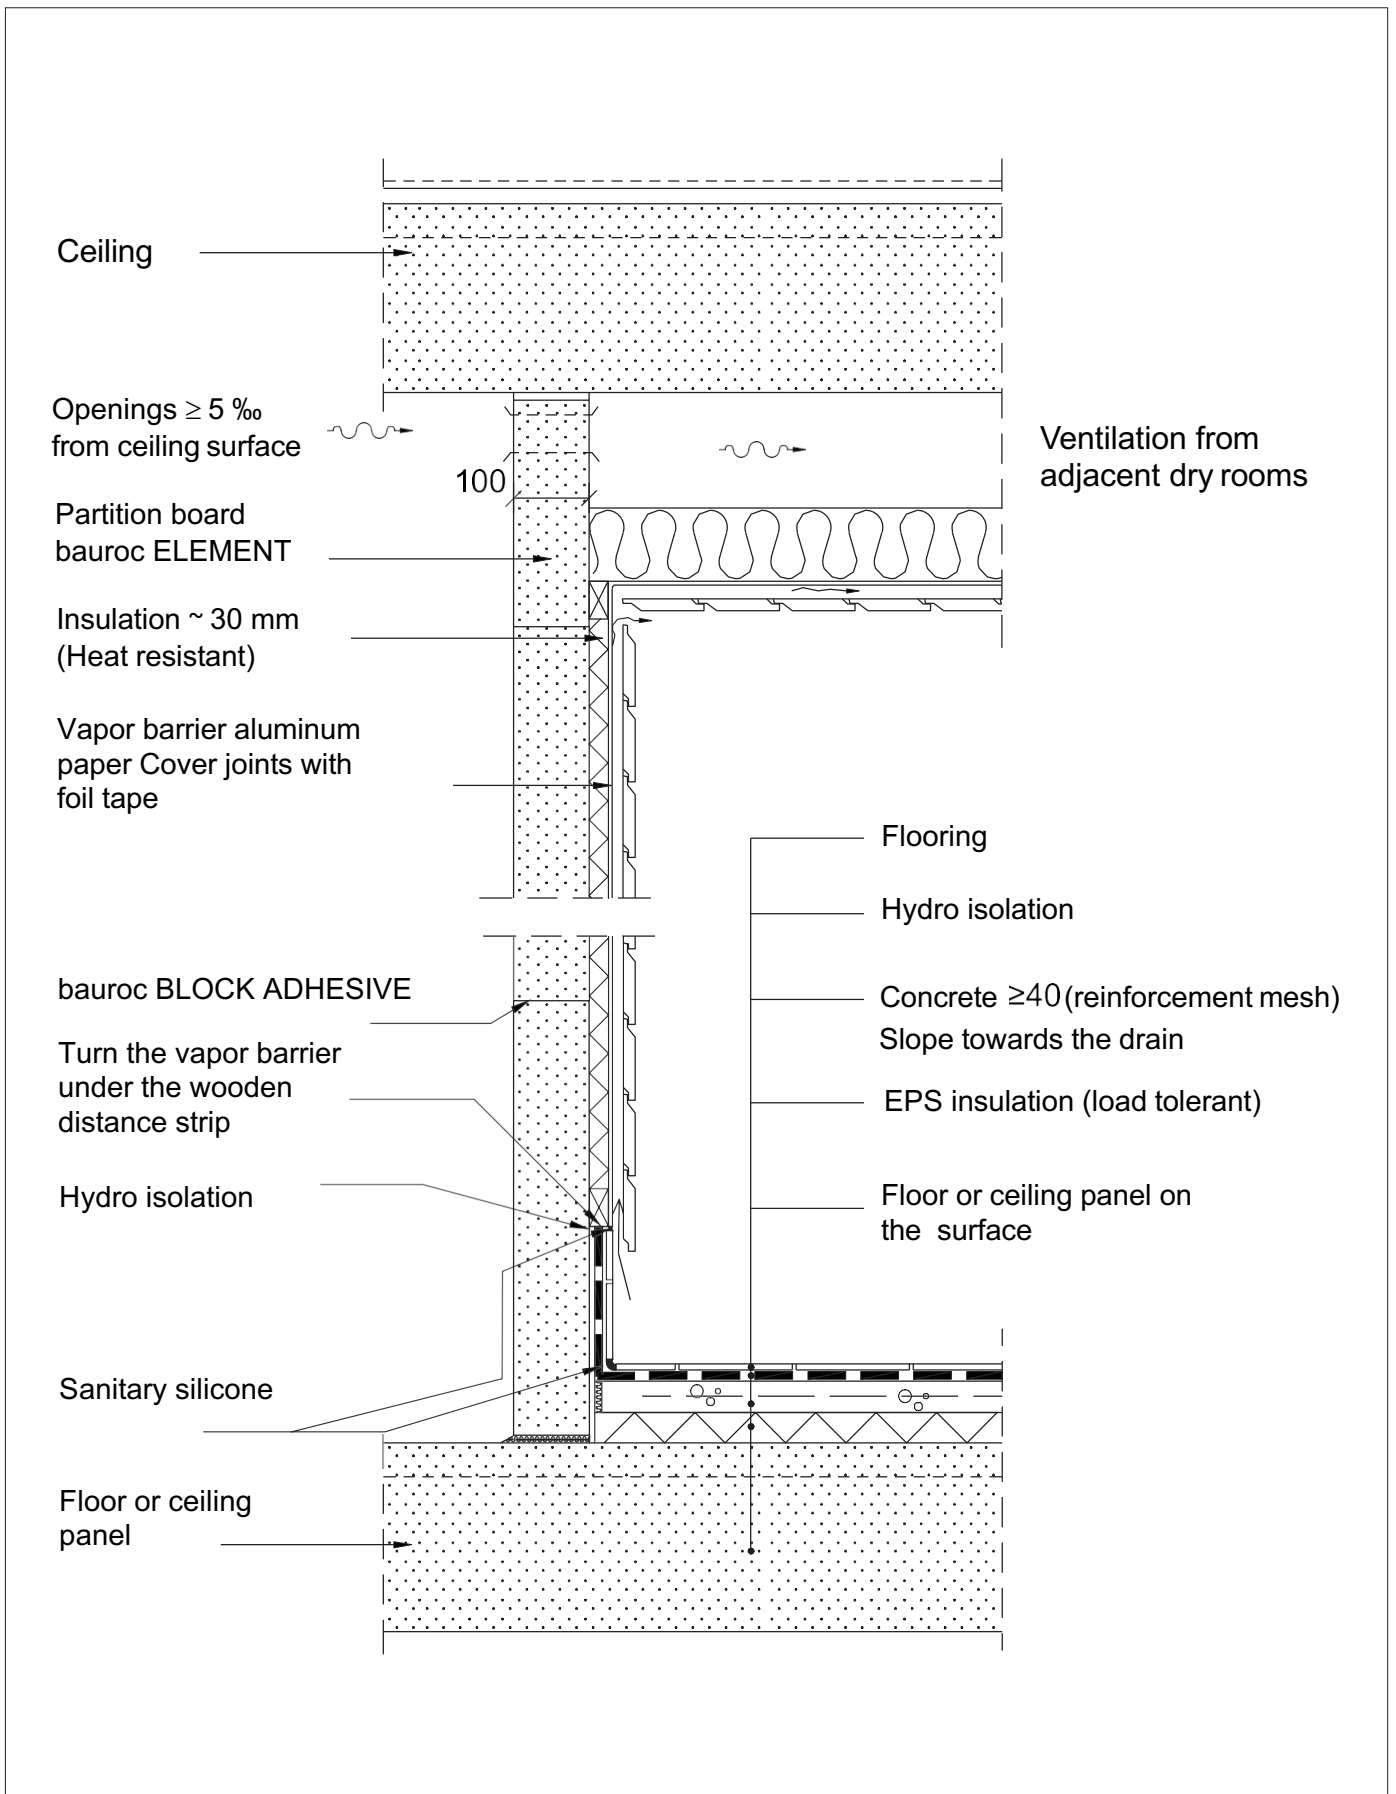 Ceiling
Openings ≥ 5 ‰
from ceiling surface
100
Partition board
bauroc ELEMENT
Insulation ~ 30 mm
(Heat resistant)
Vapor barrier aluminum
paper Cover joints with
foil tape
bauroc BLOCK ADHESIVE
Turn the vapor barrier
under the wooden
distance strip
Hydro isolation
Sanitary silicone
Floor or ceiling
panel
Ventilation from
adjacent dry rooms
Flooring
Hydro isolation
Concrete ≥40 (reinforcement mesh)
Slope towards the drain
EPS insulation (load tolerant)
Floor or ceiling panel on
the surface